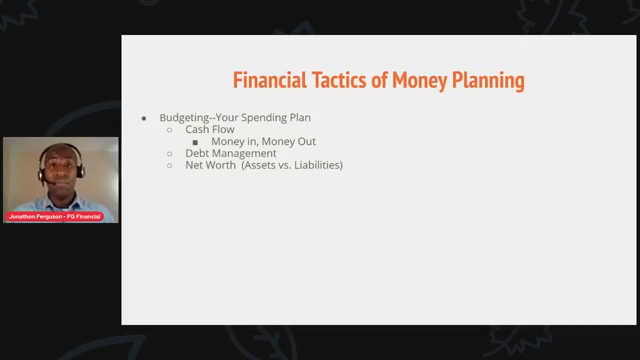 Financial Tactics of Money Planning
● Budgeting--Your Spending Plan
○ Cash Flow
■ Money in, Money Out
○ Debt Management
○ Net Worth (Assets vs. Liabilities)
Jonathon Ferguson - FG Financial